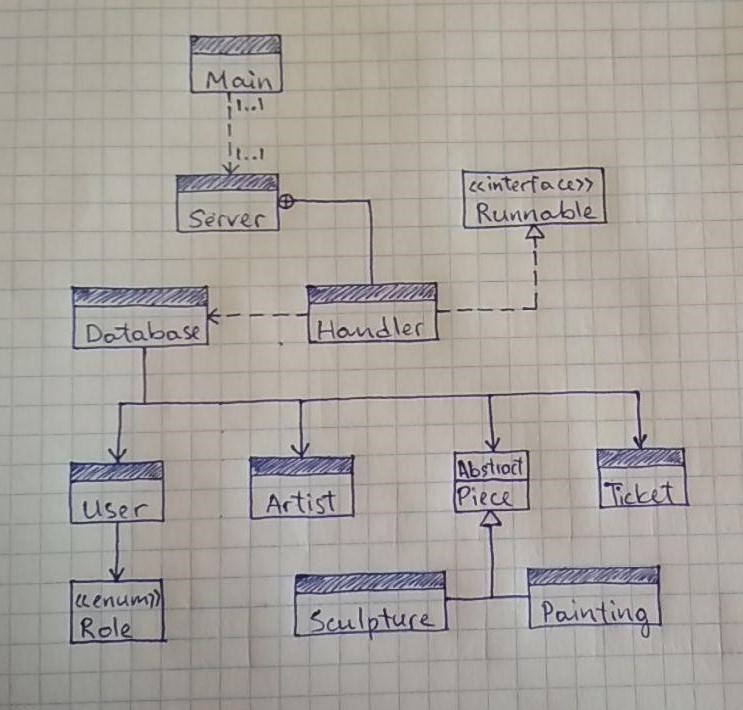 Main
1..1
1..1
Server
<<interface>>
Runnable
Database
Handler
User
Artist
Abstract
Piece
Ticket
<<enum>>
Role
Sculpture
Painting